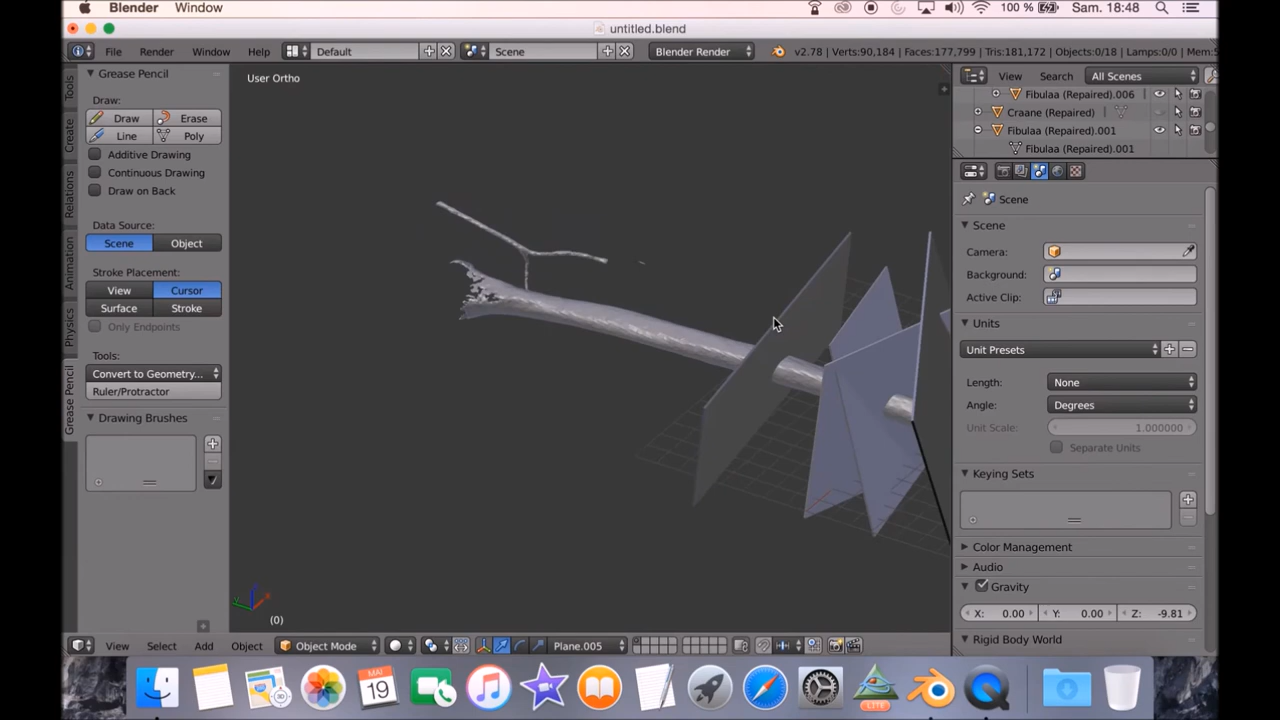 Blender Window 100 % Sam. 18:48
untitled.blend
File Render Window Help Default Scene Blender Render v2.78 | Verts:90,184 | Faces:177,799 | Tris:181,172 | Objects:0/18 | Lamps:0/0 | Mem:5
Tools
Create
Relations
Animation
Physics
Grease Pencil
Grease Pencil
Draw:
Draw Erase
Line Poly
Additive Drawing
Continuous Drawing
Draw on Back
Data Source:
Scene Object
Stroke Placement:
View Cursor
Surface Stroke
Only Endpoints
Tools:
Convert to Geometry...
Ruler/Protractor
Drawing Brushes
User Ortho
(0)
View Select Add Object Object Mode Plane.005
View Search All Scenes
Fibulaa (Repaired).006
Craane (Repaired)
Fibulaa (Repaired).001
Fibulaa (Repaired).001
Scene
Scene
Camera:
Background:
Active Clip:
Units
Unit Presets
Length: None
Angle: Degrees
Unit Scale: 1.000000
Separate Units
Keying Sets
Color Management
Audio
Gravity
X: 0.00 Y: 0.00 Z: -9.81
Rigid Body World
MAI
19
LITE